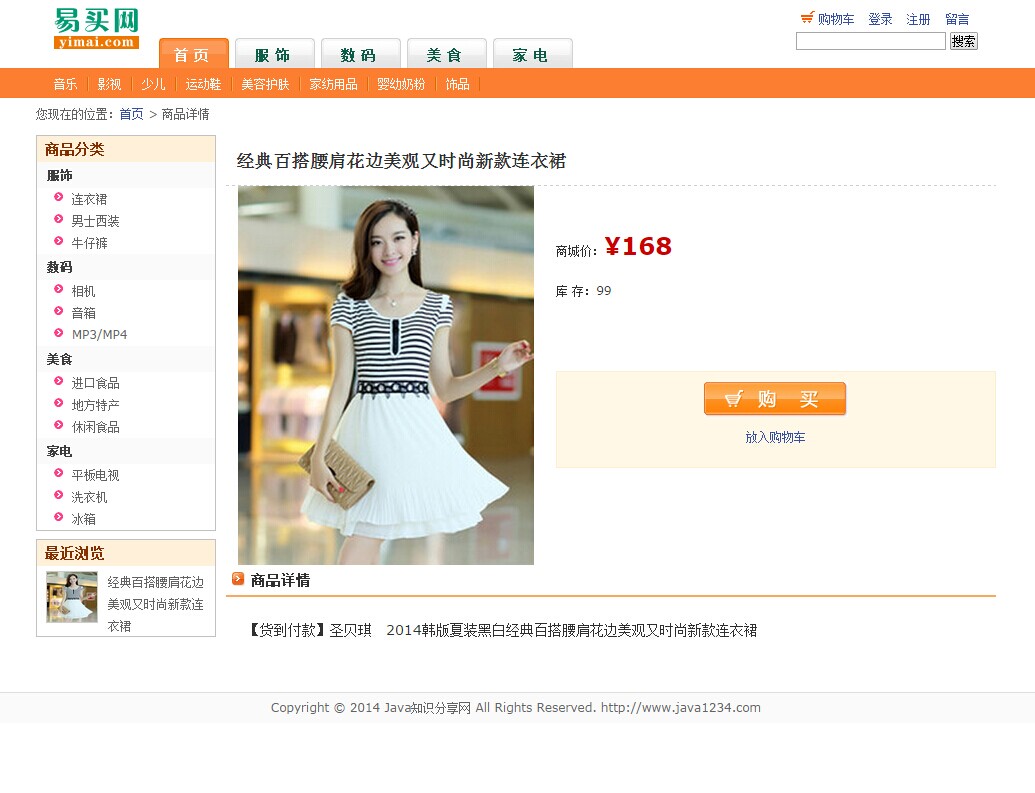 易买网
yimai.com
购物车 登录 注册 留言
搜索
首页 服饰 数码 美食 家电
音乐 影视 少儿 运动鞋 美容护肤 家纺用品 婴幼奶粉 饰品
您现在的位置：首页 > 商品详情
商品分类
服饰
连衣裙
男士西装
牛仔裤
数码
相机
音箱
MP3/MP4
美食
进口食品
地方特产
休闲食品
家电
平板电视
洗衣机
冰箱
最近浏览
经典百搭腰肩花边
美观又时尚新款连
衣裙
经典百搭腰肩花边美观又时尚新款连衣裙
商城价：¥168
库 存：99
购 买
放入购物车
商品详情
【货到付款】圣贝琪 2014韩版夏装黑白经典百搭腰肩花边美观又时尚新款连衣裙
Copyright © 2014 Java知识分享网 All Rights Reserved. http://www.java1234.com